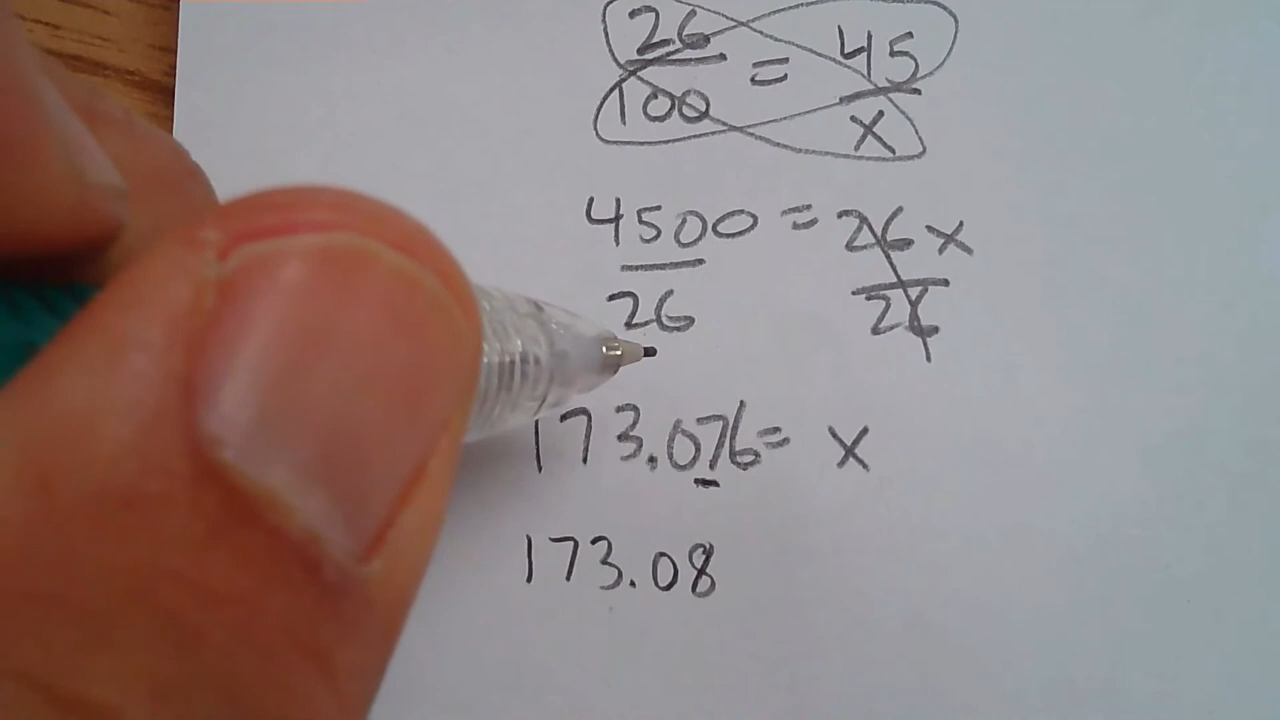 26 = 45
100 x
4500 = 26x
26 26
173.076 = x
173.08